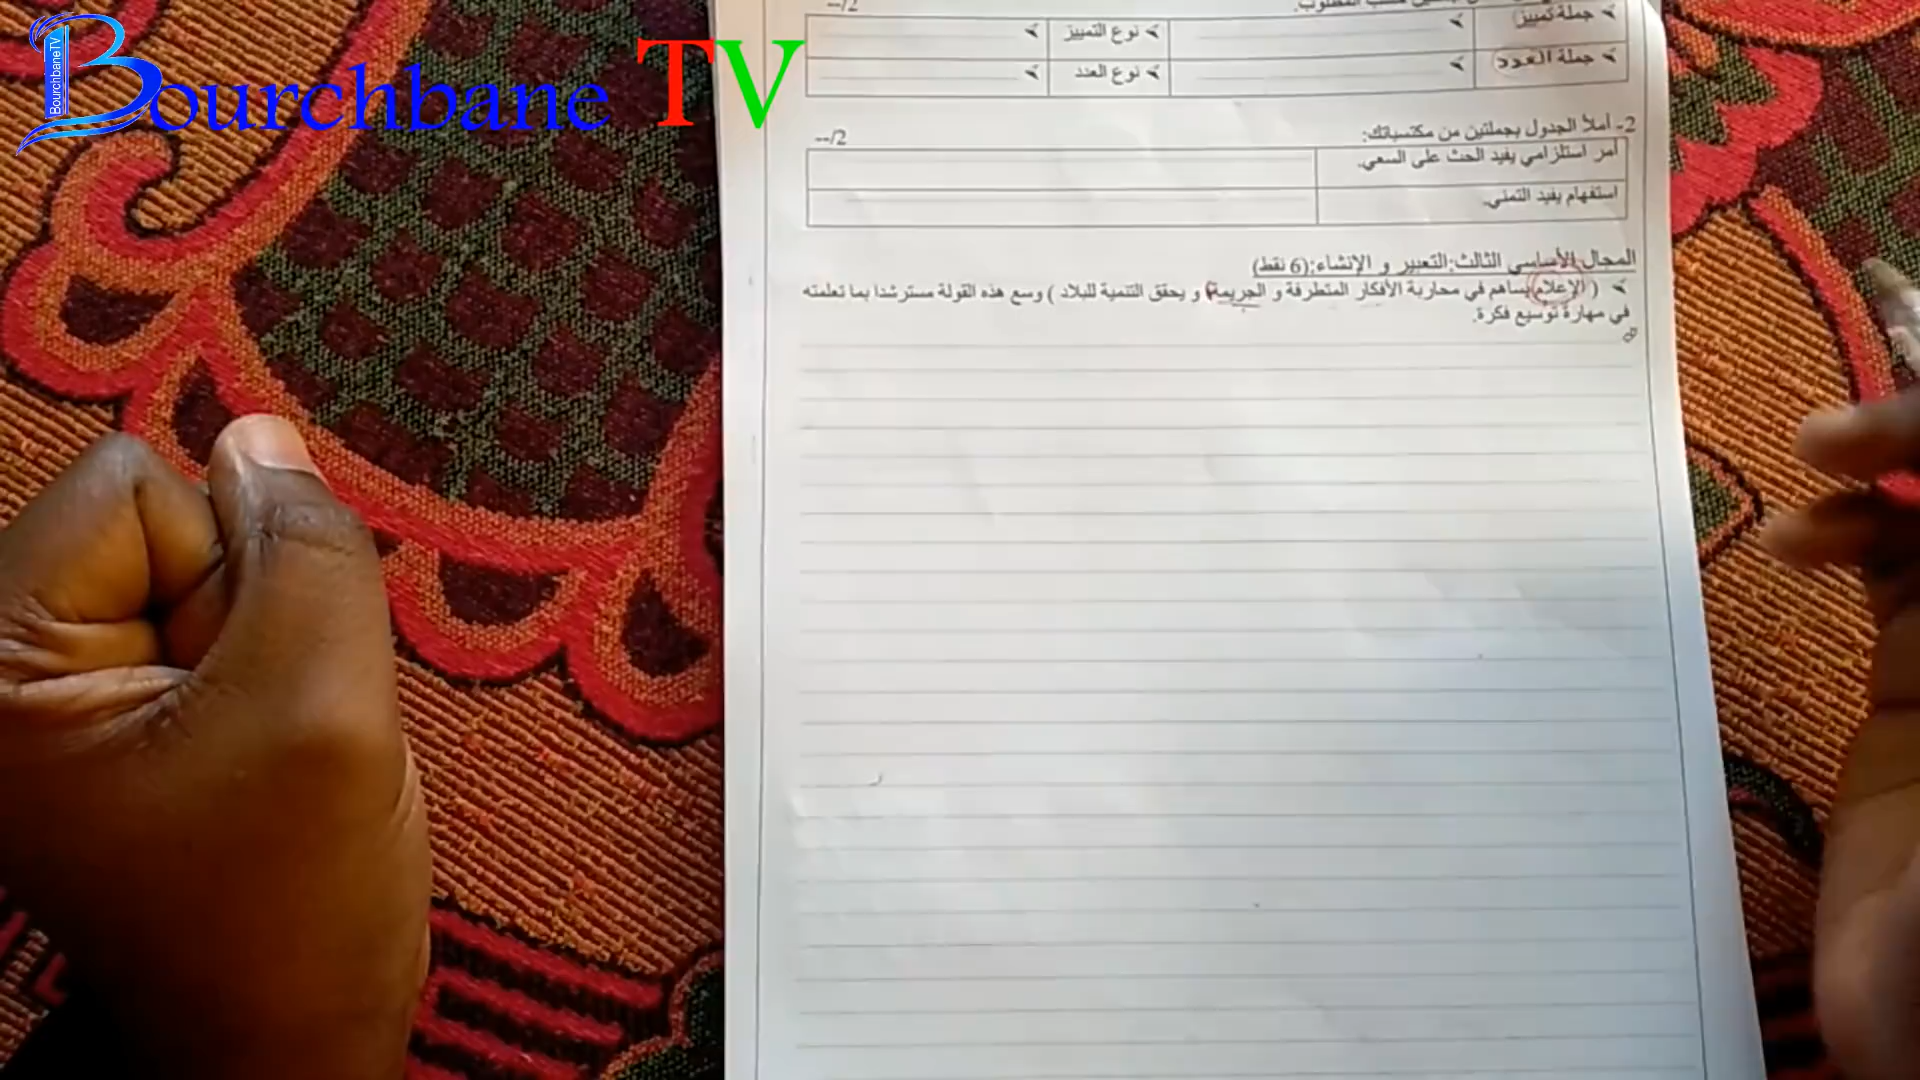 Bourchbane TV
BourchbaneTV
--/2
جملة تمييز
نوع التمييز
جملة العدد
نوع العدد
2- أملأ الجدول بجملتين من مكتسباتك:
--/2
أمر استلزامي يفيد الحث على السعي.
استفهام يفيد التمني.
المجال الأساسي الثالث:التعبير و الإنشاء:(6 نقط)
( الإعلام يساهم في محاربة الأفكار المتطرفة و الجريمة و يحقق التنمية للبلاد ) وسع هذه القولة مسترشدا بما تعلمته
في مهارة توسيع فكرة.